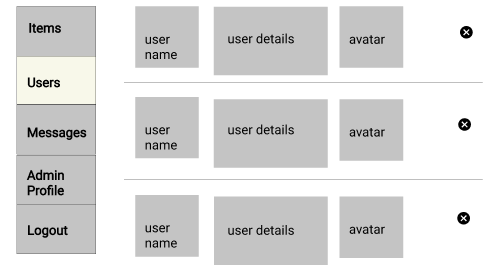 Items
Users
Messages
Admin
Profile
Logout
user
name
user details
avatar
user
name
user details
avatar
user
name
user details
avatar